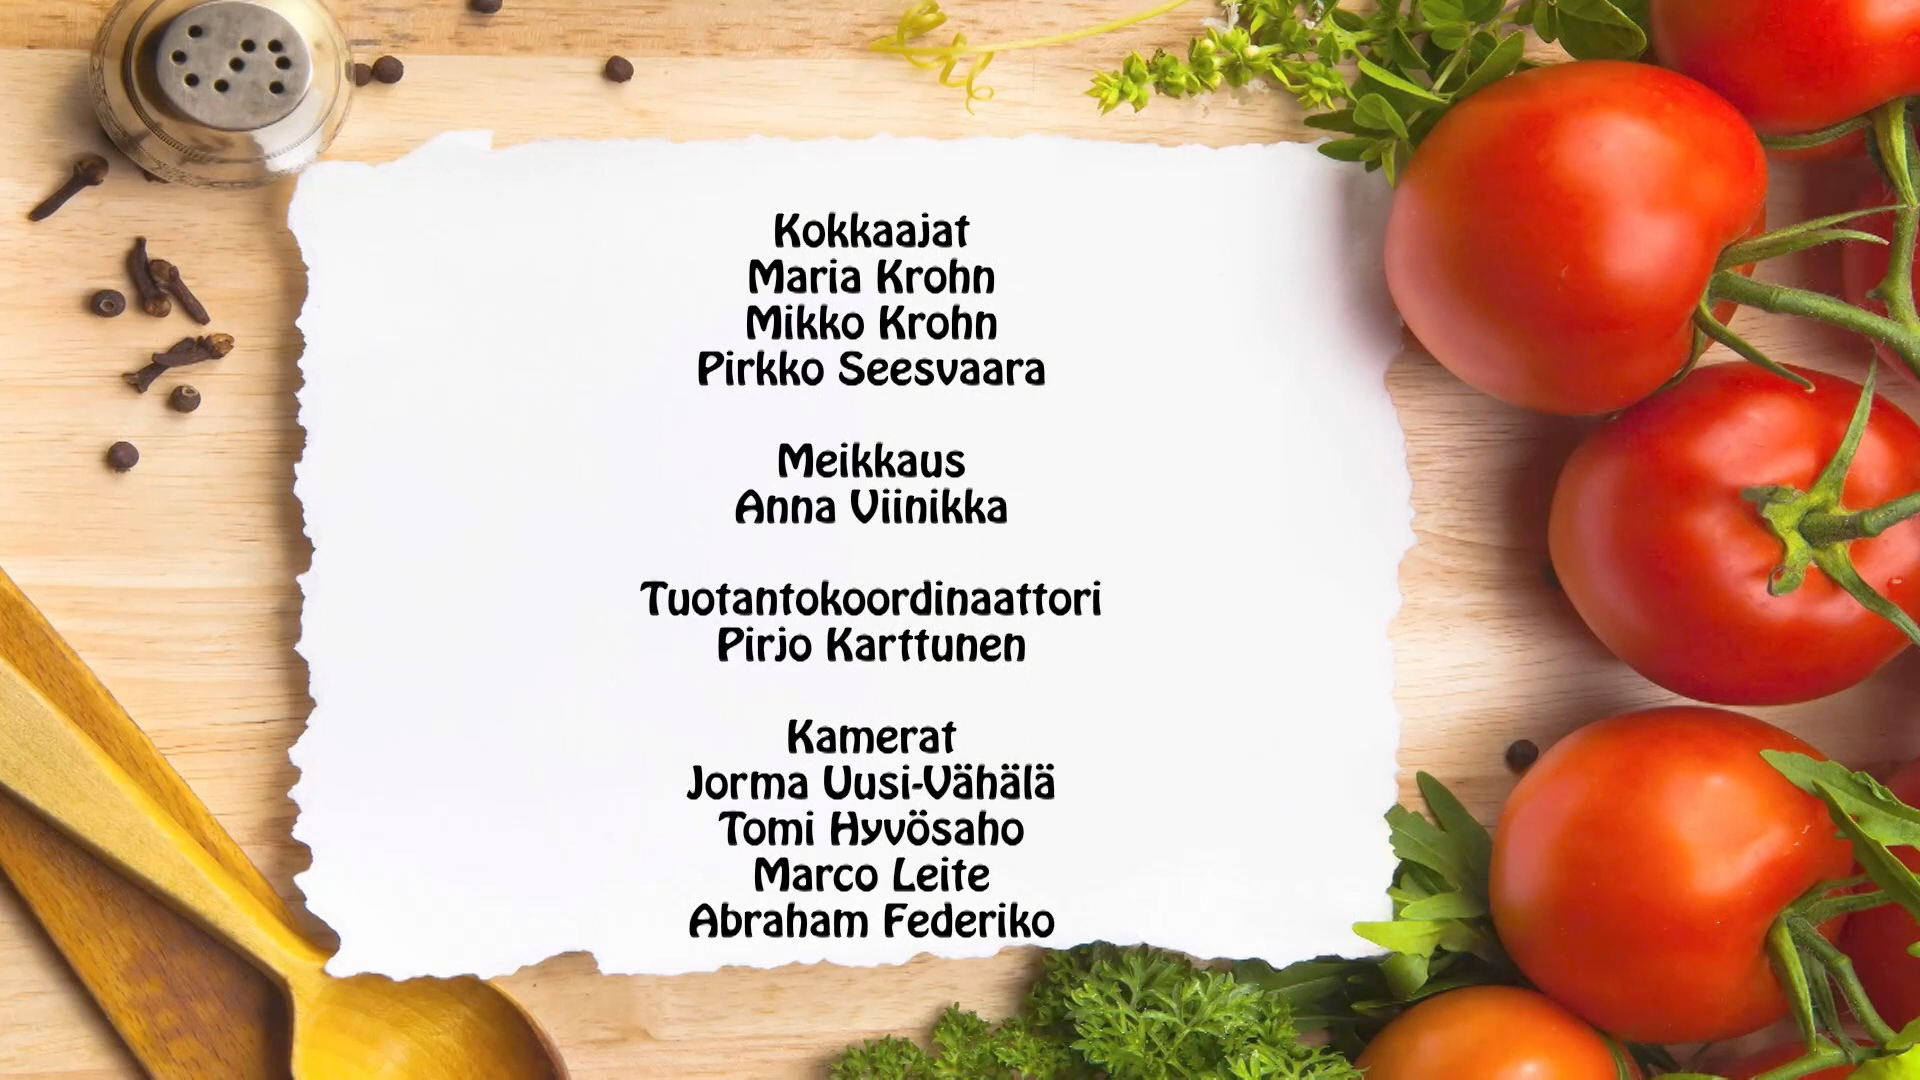 Kokkaajat
Maria Krohn
Mikko Krohn
Pirkko Seesvaara
Meikkaus
Anna Viinikka
Tuotantokoordinaattori
Pirjo Karttunen
Kamerat
Jorma Uusi-Vähälä
Tomi Hyvösaho
Marco Leite
Abraham Federiko